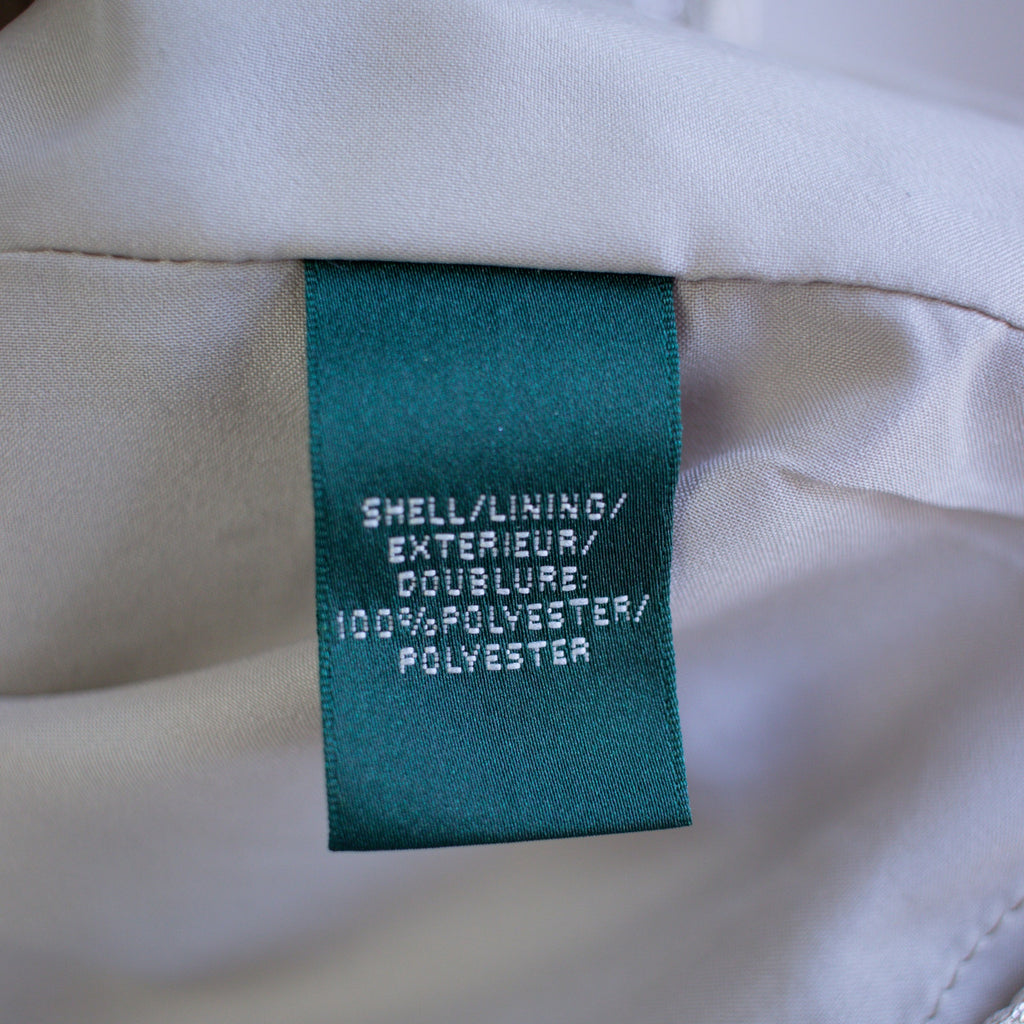 SHELL/LINING/
EXTERIEUR/
DOUBLURE:
100%POLYESTER/
POLYESTER